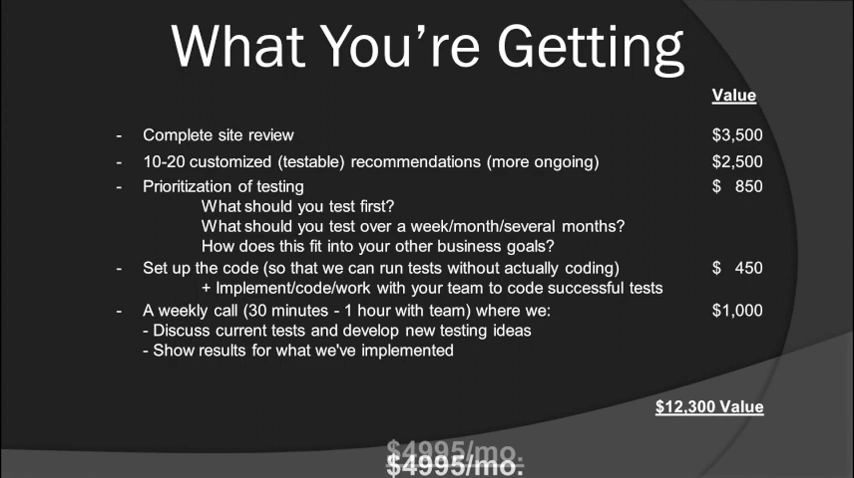 What You're Getting
Value
- Complete site review $3,500
- 10-20 customized (testable) recommendations (more ongoing) $2,500
- Prioritization of testing $ 850
What should you test first?
What should you test over a week/month/several months?
How does this fit into your other business goals?
- Set up the code (so that we can run tests without actually coding) $ 450
+ Implement/code/work with your team to code successful tests
- A weekly call (30 minutes - 1 hour with team) where we: $1,000
- Discuss current tests and develop new testing ideas
- Show results for what we've implemented
$12,300 Value
$4995/mo.
$4995/mo.